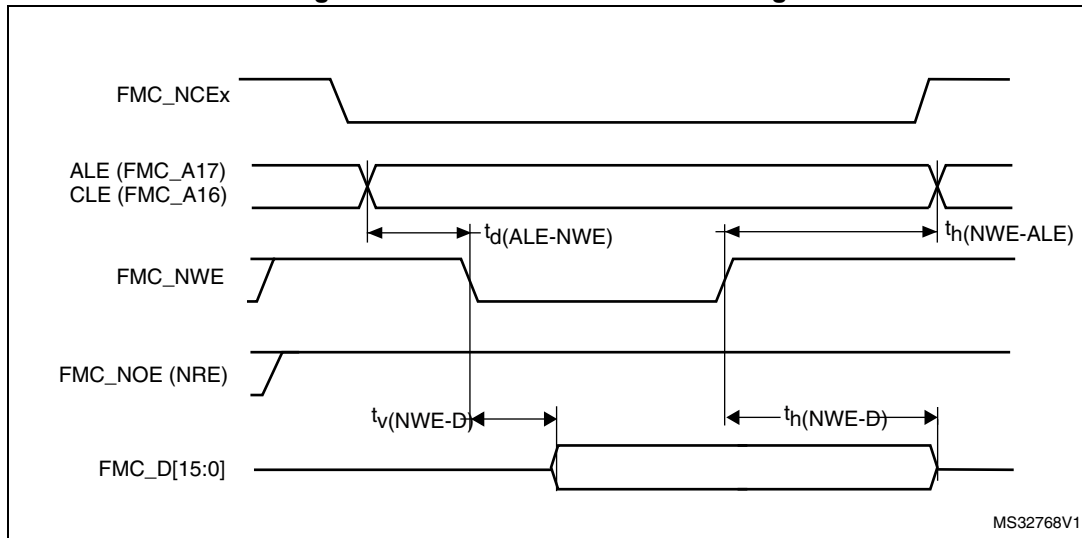 FMC_NCEx
ALE (FMC_A17)
CLE (FMC_A16)
td(ALE-NWE)
th(NWE-ALE)
FMC_NWE
FMC_NOE (NRE)
tv(NWE-D)
th(NWE-D)
FMC_D[15:0]
MS32768V1